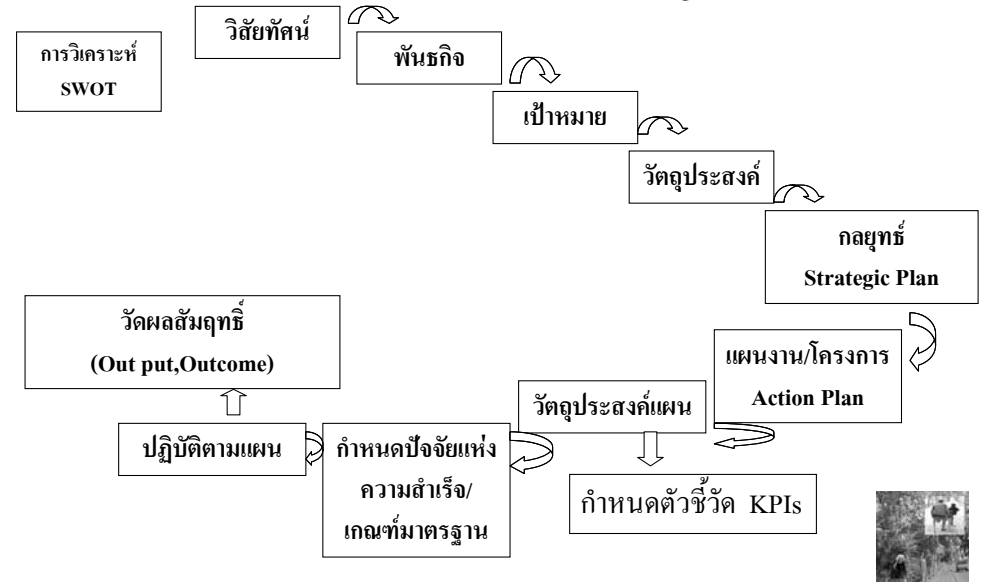 การวิเคราะห์
SWOT
วิสัยทัศน์
พันธกิจ
เป้าหมาย
วัตถุประสงค์
กลยุทธ์
Strategic Plan
แผนงาน/โครงการ
Action Plan
วัตถุประสงค์แผน
กำหนดตัวชี้วัด KPIs
กำหนดปัจจัยแห่ง
ความสำเร็จ/
เกณฑ์มาตรฐาน
ปฏิบัติตามแผน
วัดผลสัมฤทธิ์
(Out put,Outcome)